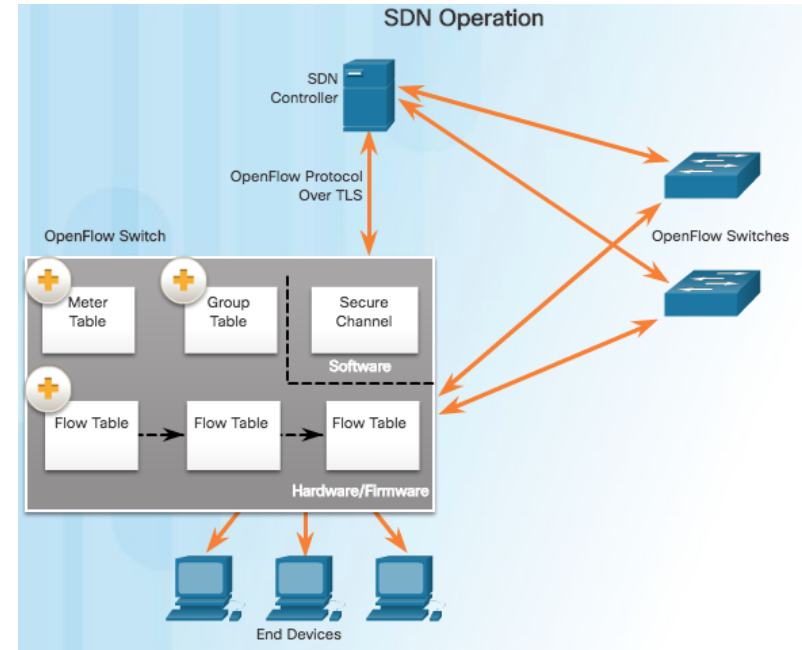 SDN Operation
SDN
Controller
OpenFlow Protocol
Over TLS
OpenFlow Switch
OpenFlow Switches
Meter
Table
Group
Table
Secure
Channel
Software
Flow Table
Flow Table
Flow Table
Hardware/Firmware
End Devices